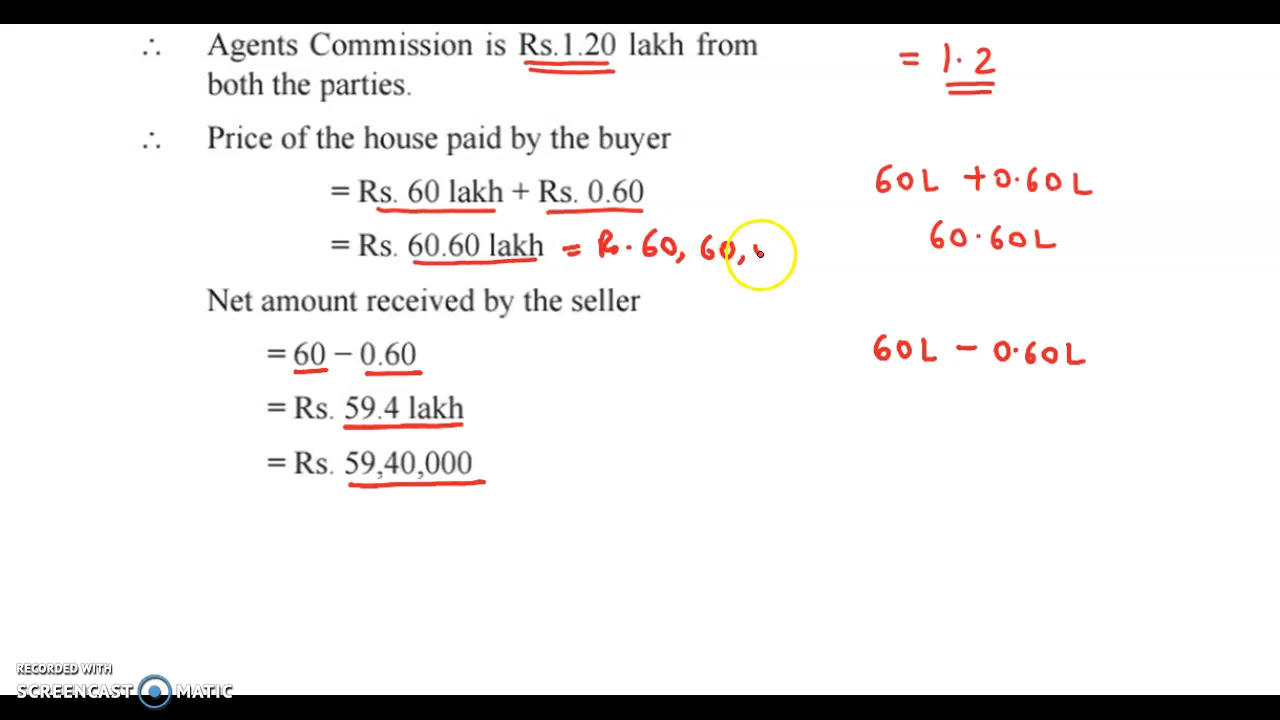 ∴ Agents Commission is Rs.1.20 lakh from = 1.2
both the parties.
∴ Price of the house paid by the buyer
= Rs. 60 lakh + Rs. 0.60 60L + 0.60L
= Rs. 60.60 lakh = Rs. 60, 60, 60.60L
Net amount received by the seller
= 60 − 0.60 60L − 0.60L
= Rs. 59.4 lakh
= Rs. 59,40,000
RECORDED WITH
SCREENCAST MATIC